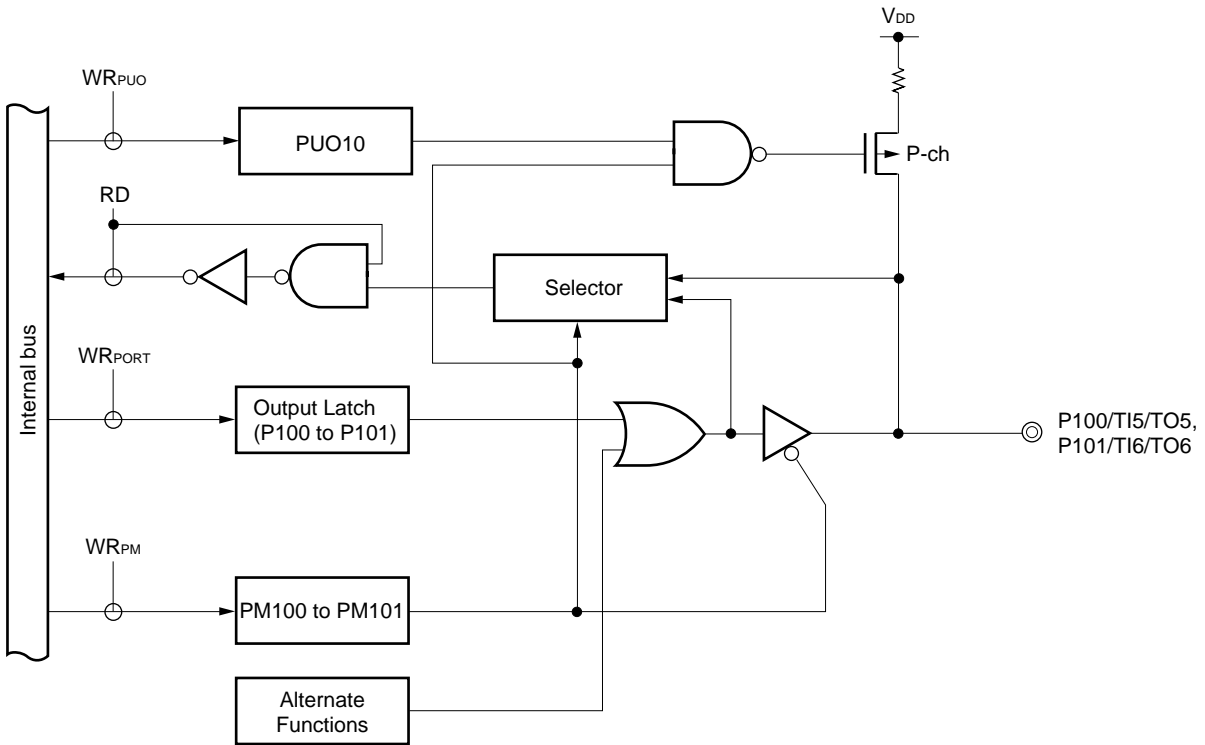 VDD
WRPUO
PUO10
P-ch
RD
Selector
Internal bus
WRPORT
Output Latch
(P100 to P101)
P100/TI5/TO5,
P101/TI6/TO6
WRPM
PM100 to PM101
Alternate
Functions